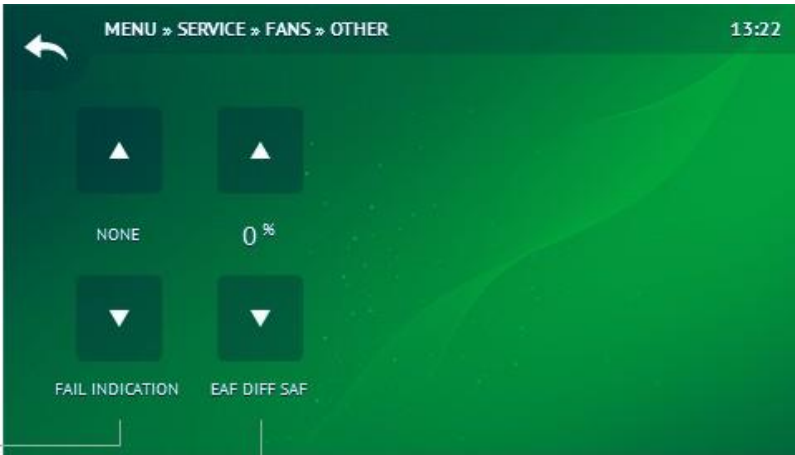 MENU » SERVICE » FANS » OTHER 13:22
NONE 0 %
FAIL INDICATION EAF DIFF SAF